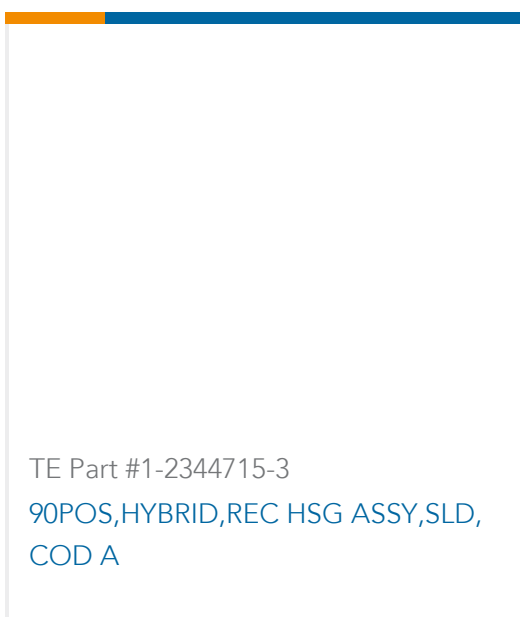 TE Part #1-2344715-3
90POS,HYBRID,REC HSG ASSY,SLD,
COD A